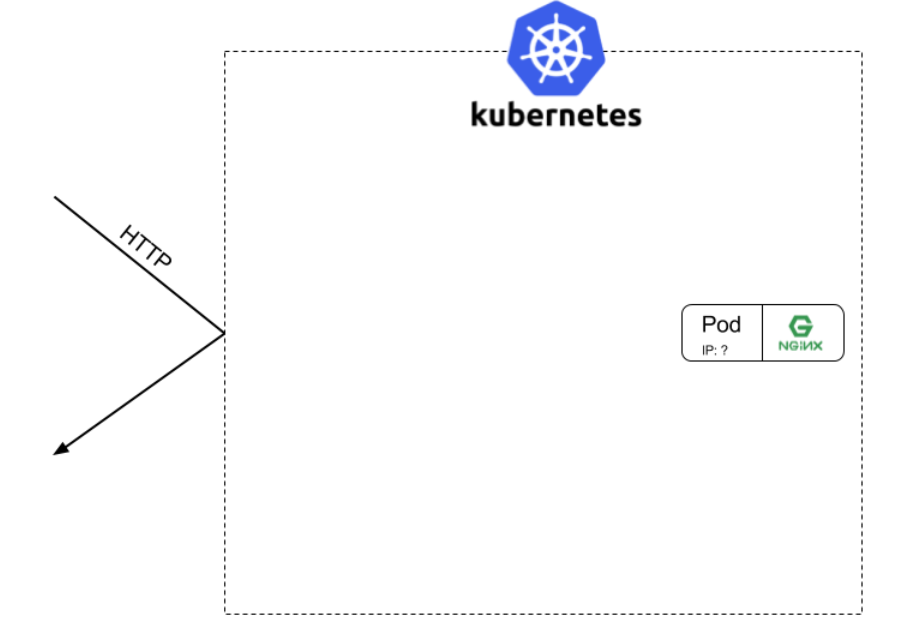 kubernetes
HTTP
Pod
IP: ?
NGINX